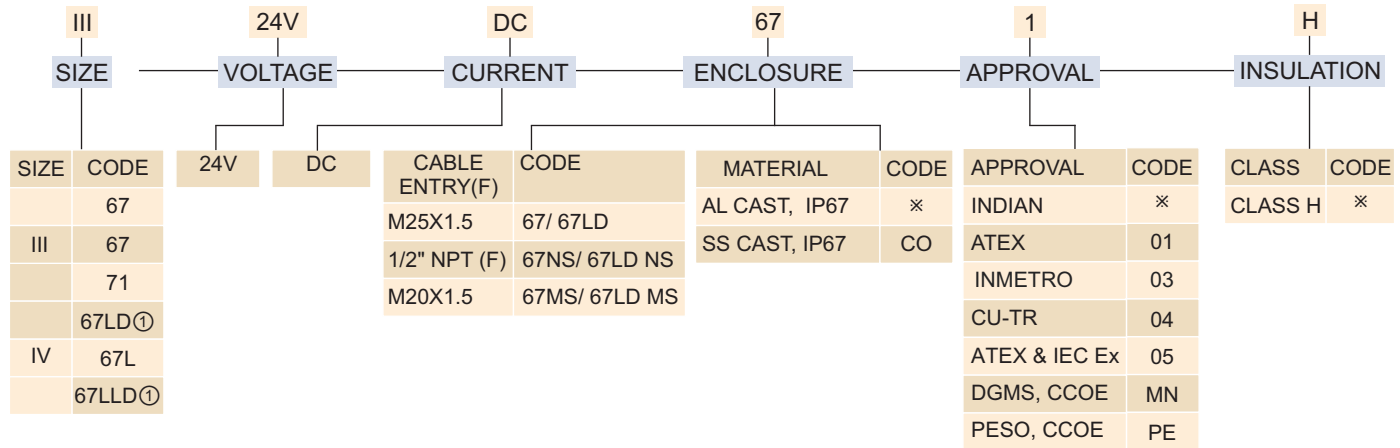 III 24V DC 67 1 H
SIZE VOLTAGE CURRENT ENCLOSURE APPROVAL INSULATION
SIZE CODE
67
III 67
71
67LD①
IV 67L
67LLD①
24V
DC
CABLE ENTRY(F) CODE
M25X1.5 67/ 67LD
1/2" NPT (F) 67NS/ 67LD NS
M20X1.5 67MS/ 67LD MS
MATERIAL CODE
AL CAST, IP67 ※
SS CAST, IP67 CO
APPROVAL CODE
INDIAN ※
ATEX 01
INMETRO 03
CU-TR 04
ATEX & IEC Ex 05
DGMS, CCOE MN
PESO, CCOE PE
CLASS CODE
CLASS H ※